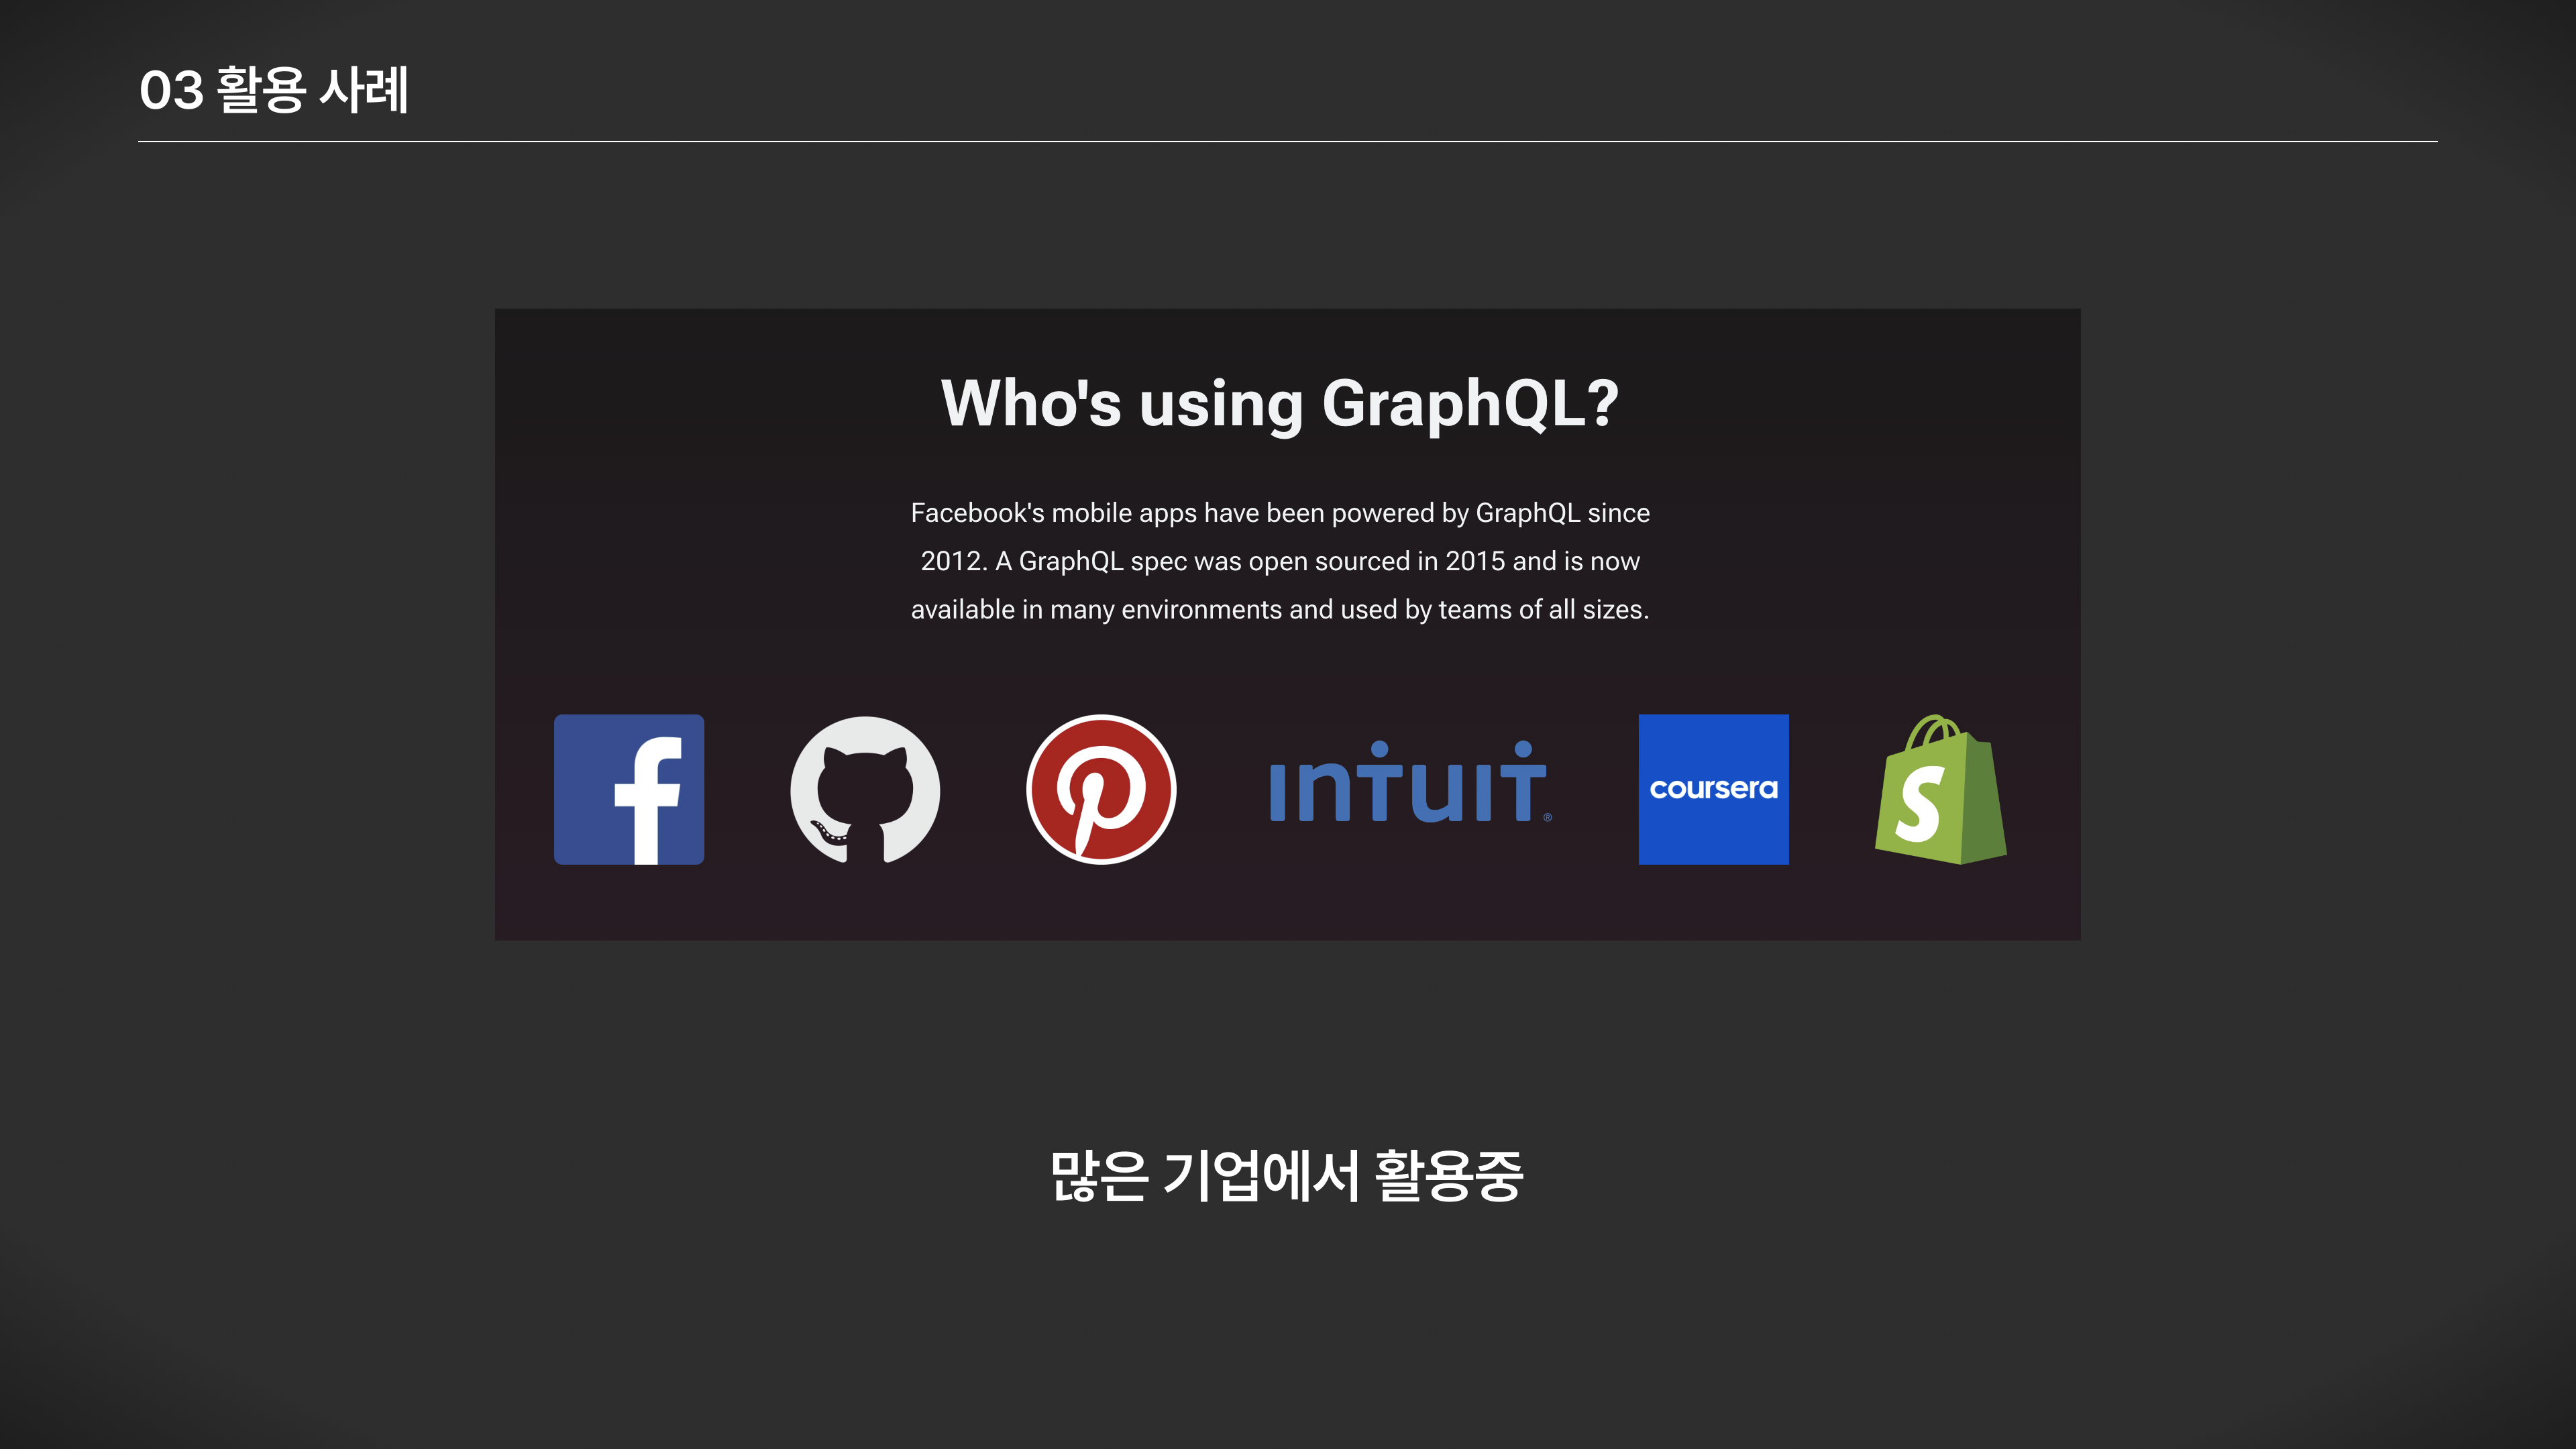 03 활용 사례
Who's using GraphQL?
Facebook's mobile apps have been powered by GraphQL since
2012. A GraphQL spec was open sourced in 2015 and is now
available in many environments and used by teams of all sizes.
intuit®
coursera
많은 기업에서 활용중